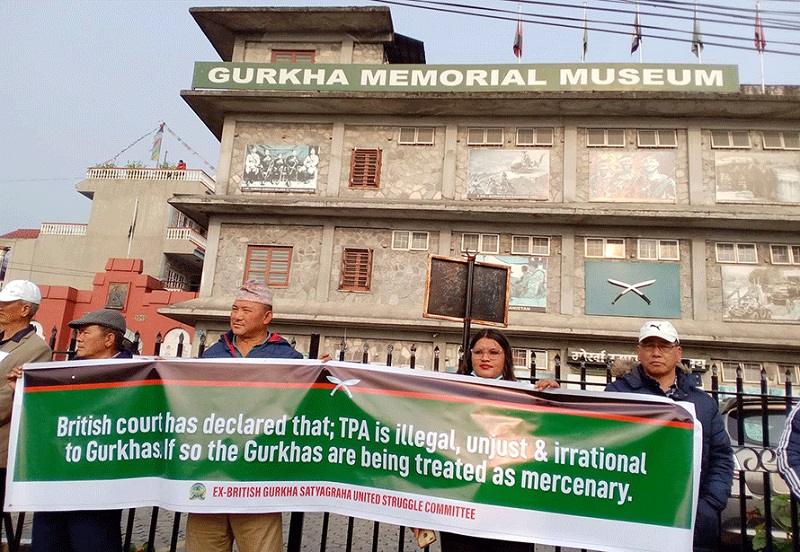 GURKHA MEMORIAL MUSEUM
British court has declared that; TPA is illegal, unjust & irrational
to Gurkhas. If so the Gurkhas are being treated as mercenary.
EX-BRITISH GURKHA SATYAGRAHA UNITED STRUGGLE COMMITTEE